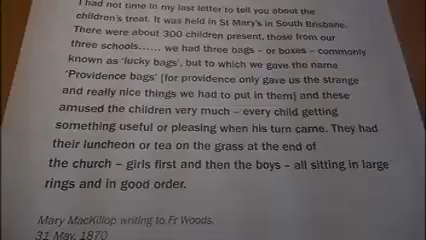 I had not time in my last letter to tell you about the
children's treat. It was held in St Mary's in South Brisbane.
There were about 300 children present, those from our
three schools...... we had three bags – or boxes – commonly
known as 'lucky bags', but to which we gave the name
'Providence bags' [for providence only gave us the strange
and really nice things we had to put in them] and these
amused the children very much – every child getting
something useful or pleasing when his turn came. They had
their luncheon or tea on the grass at the end of
the church – girls first and then the boys – all sitting in large
rings and in good order.
Mary MacKillop writing to Fr Woods.
31 May, 1870